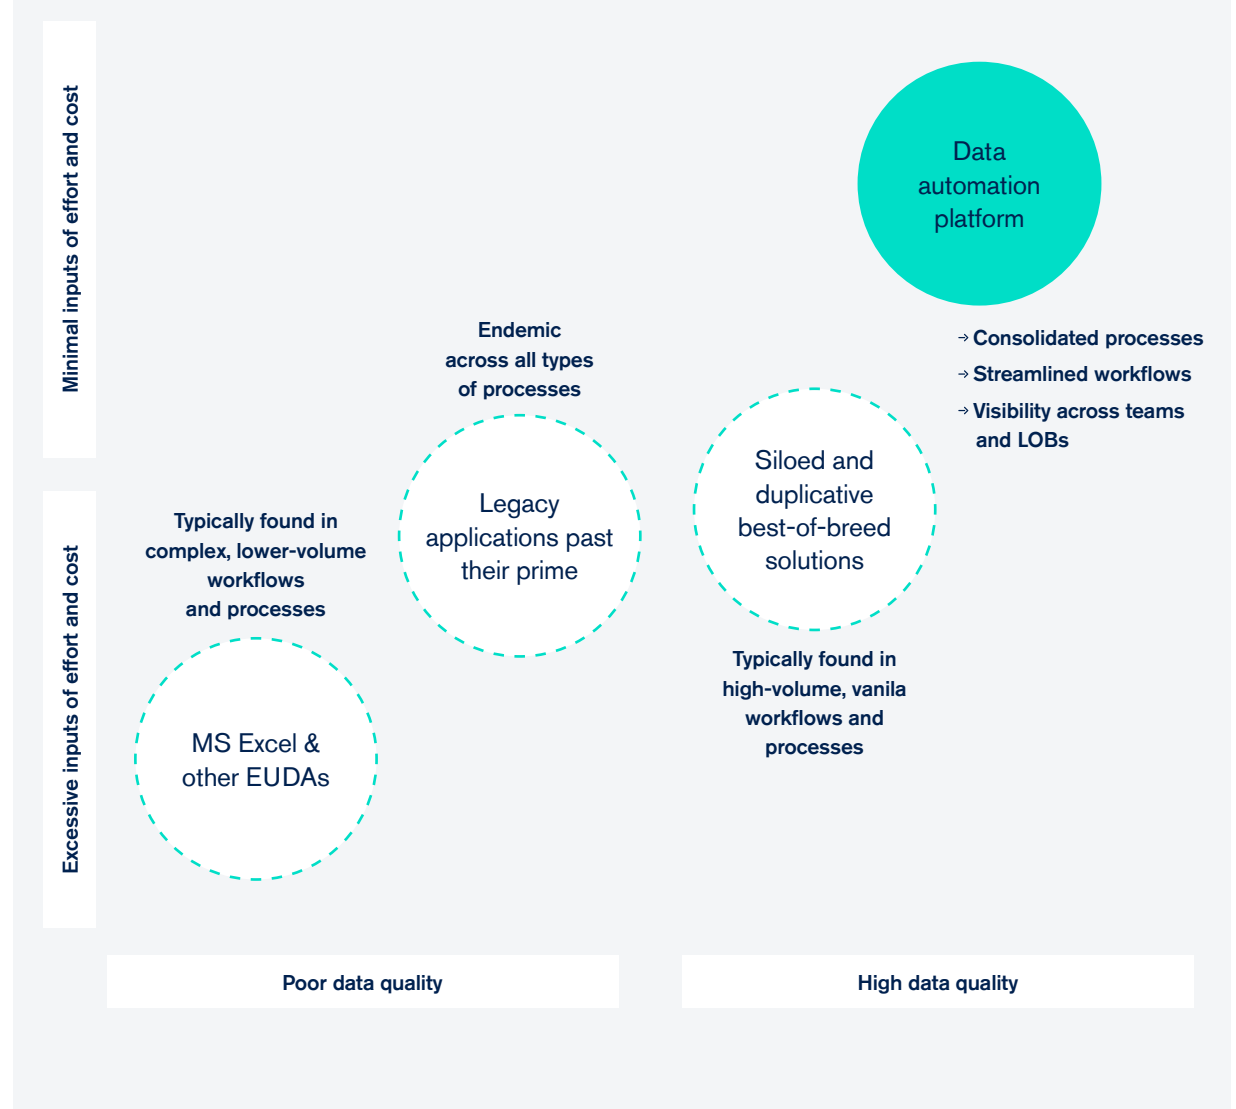 Minimal inputs of effort and cost
Excessive inputs of effort and cost
Data
automation
platform
→ Consolidated processes
→ Streamlined workflows
→ Visibility across teams
and LOBs
Endemic
across all types
of processes
Legacy
applications past
their prime
Siloed and
duplicative
best-of-breed
solutions
Typically found in
high-volume, vanila
workflows and
processes
Typically found in
complex, lower-volume
workflows
and processes
MS Excel &
other EUDAs
Poor data quality
High data quality